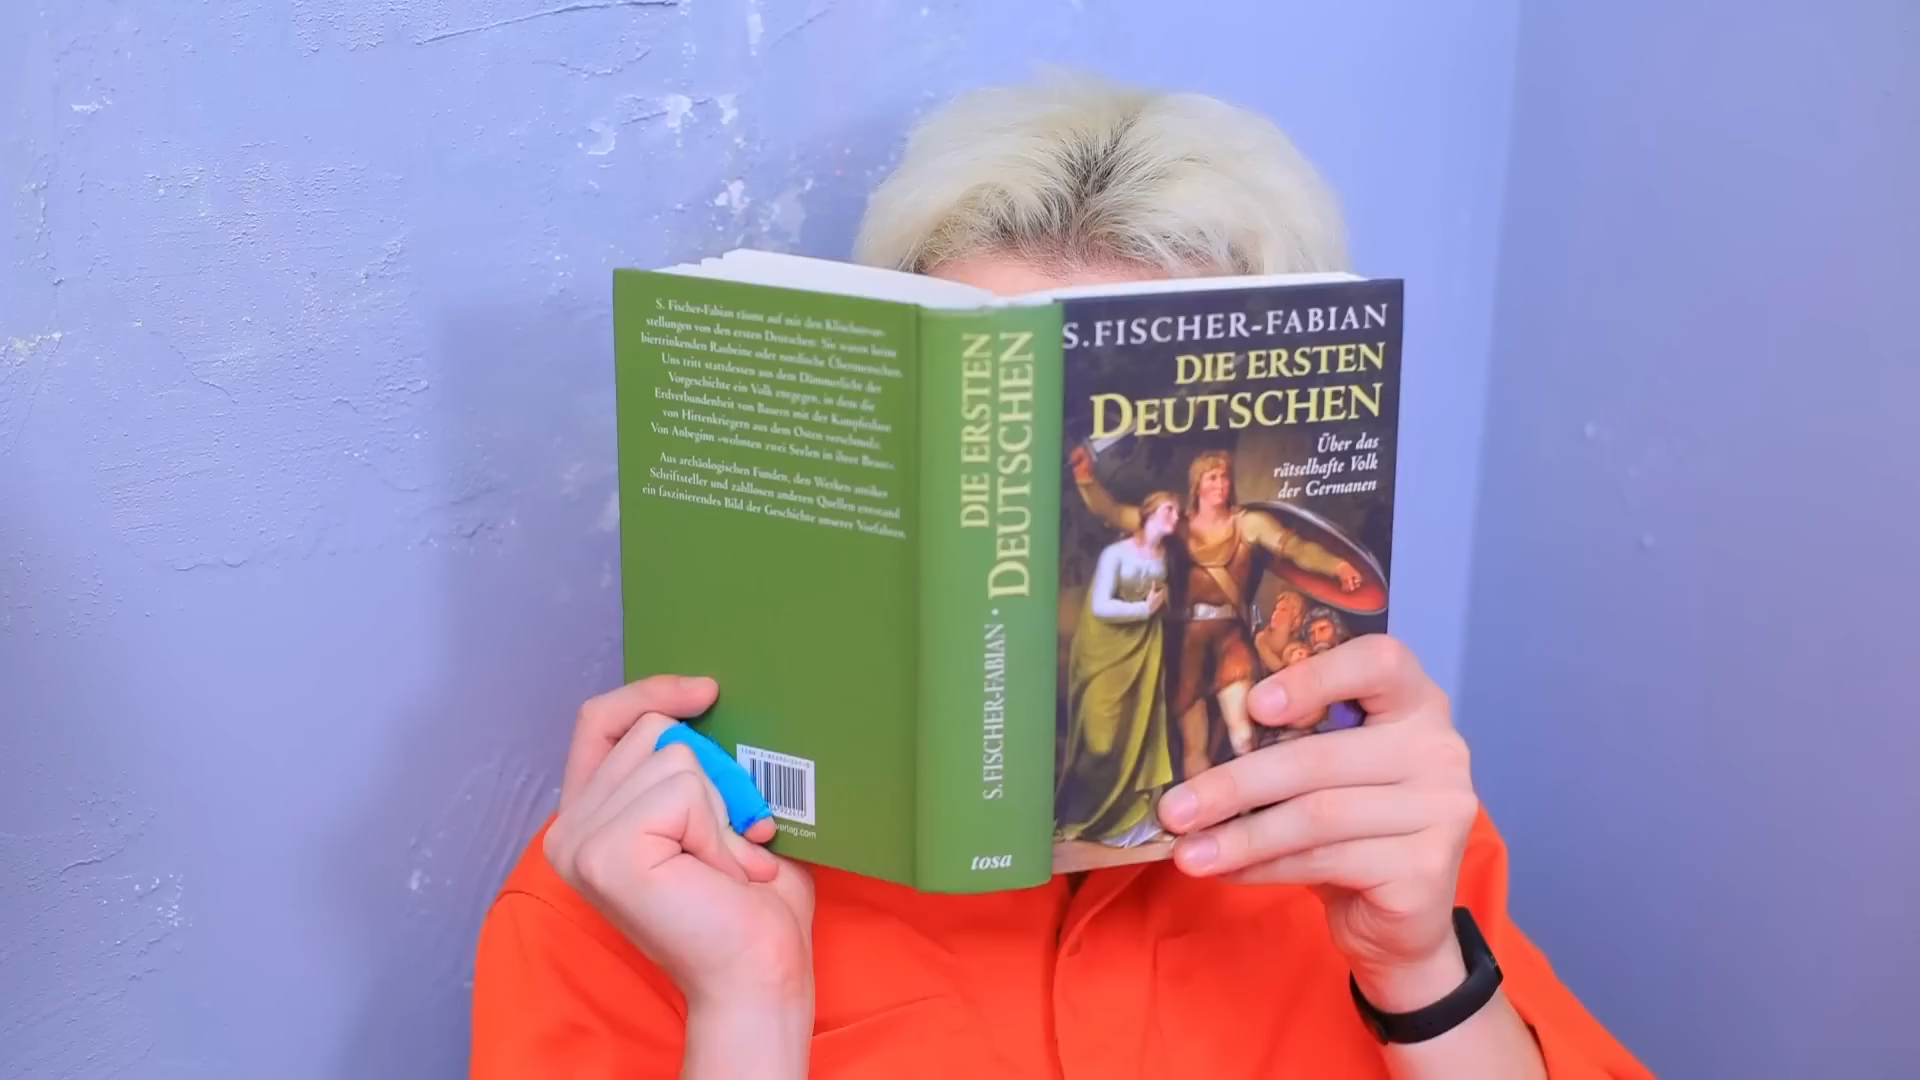 S. Fischer-Fabian räumt auf mit den Klischeevor-
stellungen von den ersten Deutschen: Sie waren keine
biertrinkenden Rauhbeine oder nordische Übermenschen.
Uns tritt stattdessen aus dem Dämmerlicht der
Vorgeschichte ein Volk entgegen, in dem die
Erdverbundenheit von Bauern mit der Kampfeslust
von Hirtenkriegern aus dem Osten verschmolz.
Von Anbeginn »wohnten zwei Seelen in ihrer Brust«.
Aus archäologischen Funden, den Werken antiker
Schriftsteller und zahllosen anderen Quellen entstand
ein faszinierendes Bild der Geschichte unserer Vorfahren.
verlag.com
S. FISCHER-FABIAN · DIE ERSTEN
DEUTSCHEN
tosa
S. FISCHER-FABIAN
DIE ERSTEN
DEUTSCHEN
Über das
rätselhafte Volk
der Germanen